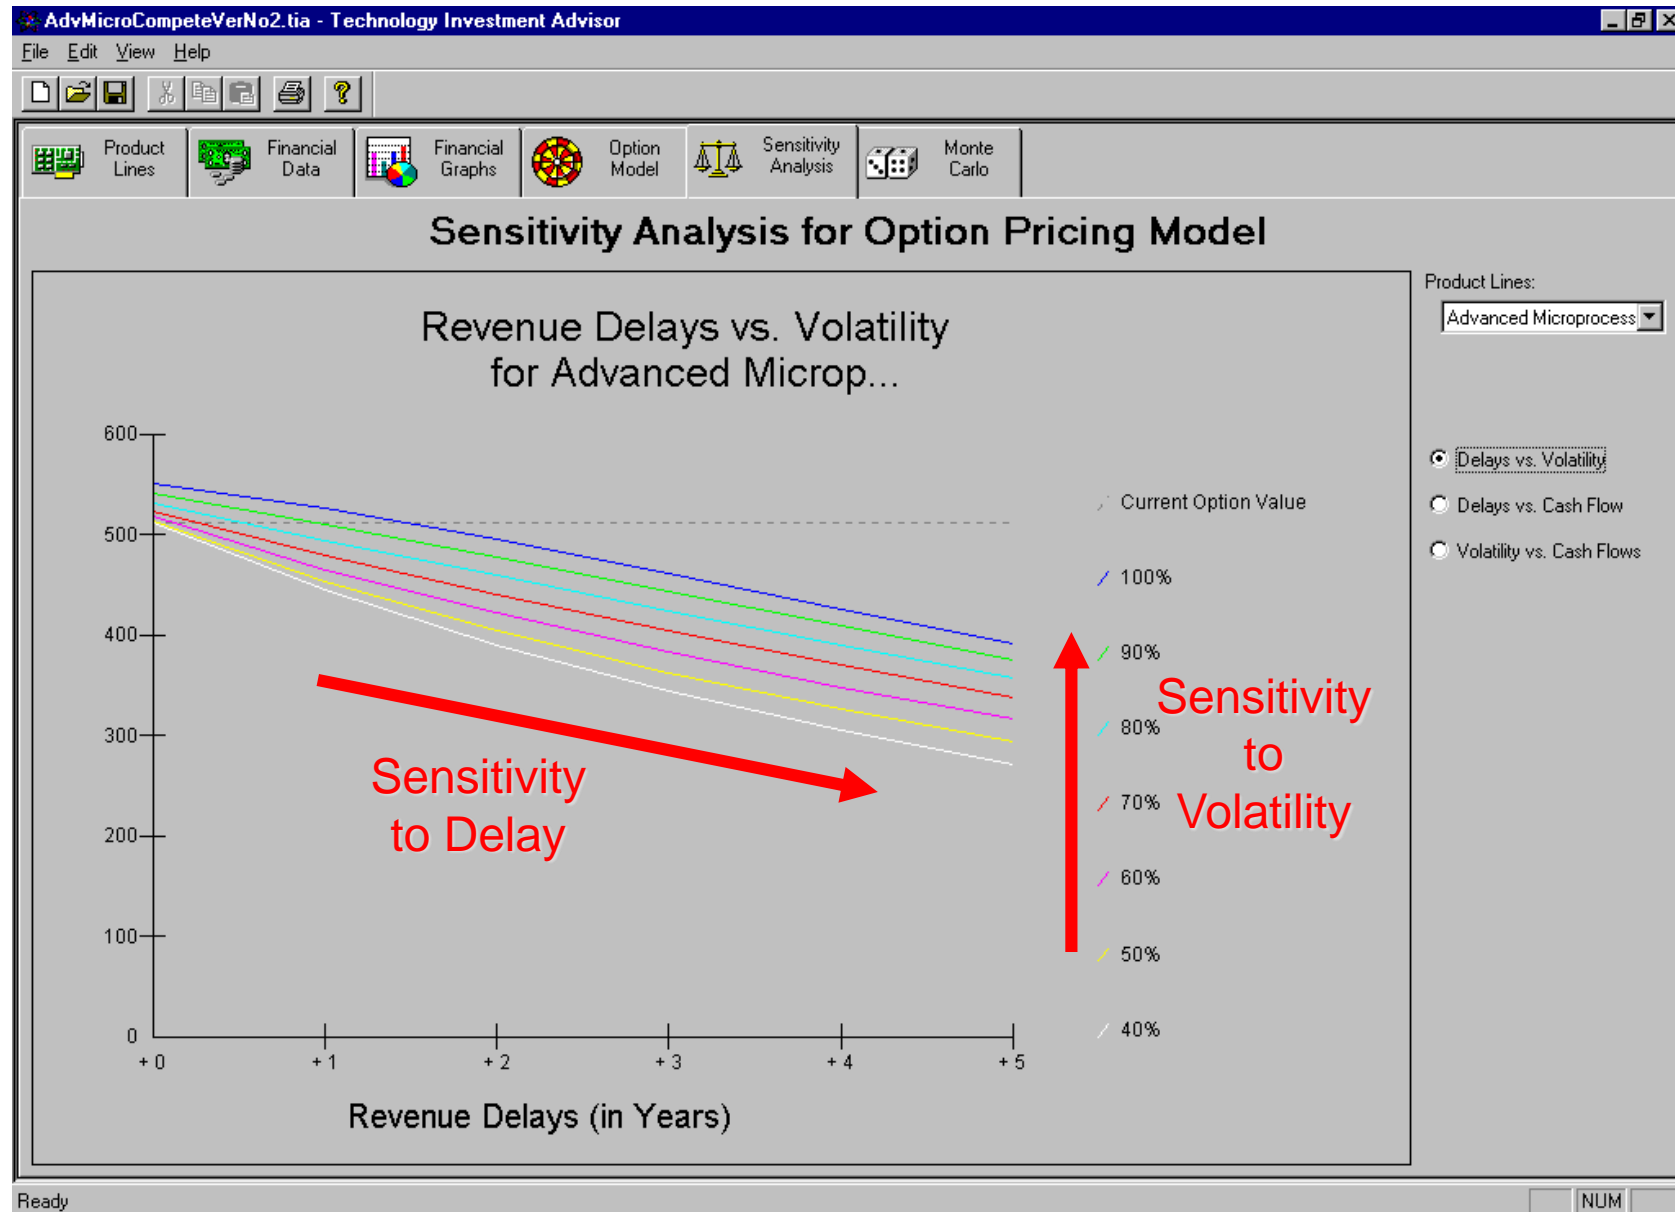 AdvMicroCompeteVerNo2.tia - Technology Investment Advisor
File Edit View Help
Product Lines
Financial Data
Financial Graphs
Option Model
Sensitivity Analysis
Monte Carlo
Sensitivity Analysis for Option Pricing Model
Revenue Delays vs. Volatility
for Advanced Microp...
600
500
400
300
200
100
0
+ 0
+ 1
+ 2
+ 3
+ 4
+ 5
Revenue Delays (in Years)
Sensitivity
to Delay
Current Option Value
100%
90%
80%
70%
60%
50%
40%
Sensitivity
to
Volatility
Product Lines:
Advanced Microprocess
Delays vs. Volatility
Delays vs. Cash Flow
Volatility vs. Cash Flows
Ready
NUM